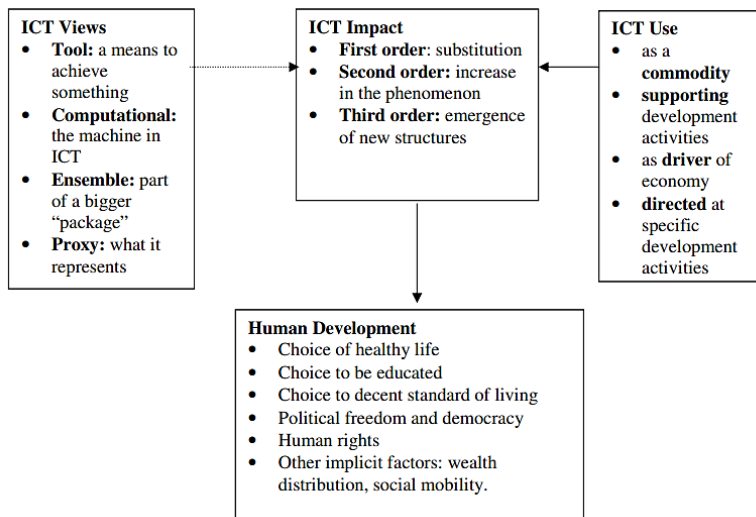 ICT Views
• Tool: a means to
achieve
something
• Computational:
the machine in
ICT
• Ensemble: part
of a bigger
“package”
• Proxy: what it
represents
ICT Impact
• First order: substitution
• Second order: increase
in the phenomenon
• Third order: emergence
of new structures
ICT Use
• as a
commodity
• supporting
development
activities
• as driver of
economy
• directed at
specific
development
activities
Human Development
• Choice of healthy life
• Choice to be educated
• Choice to decent standard of living
• Political freedom and democracy
• Human rights
• Other implicit factors: wealth
distribution, social mobility.